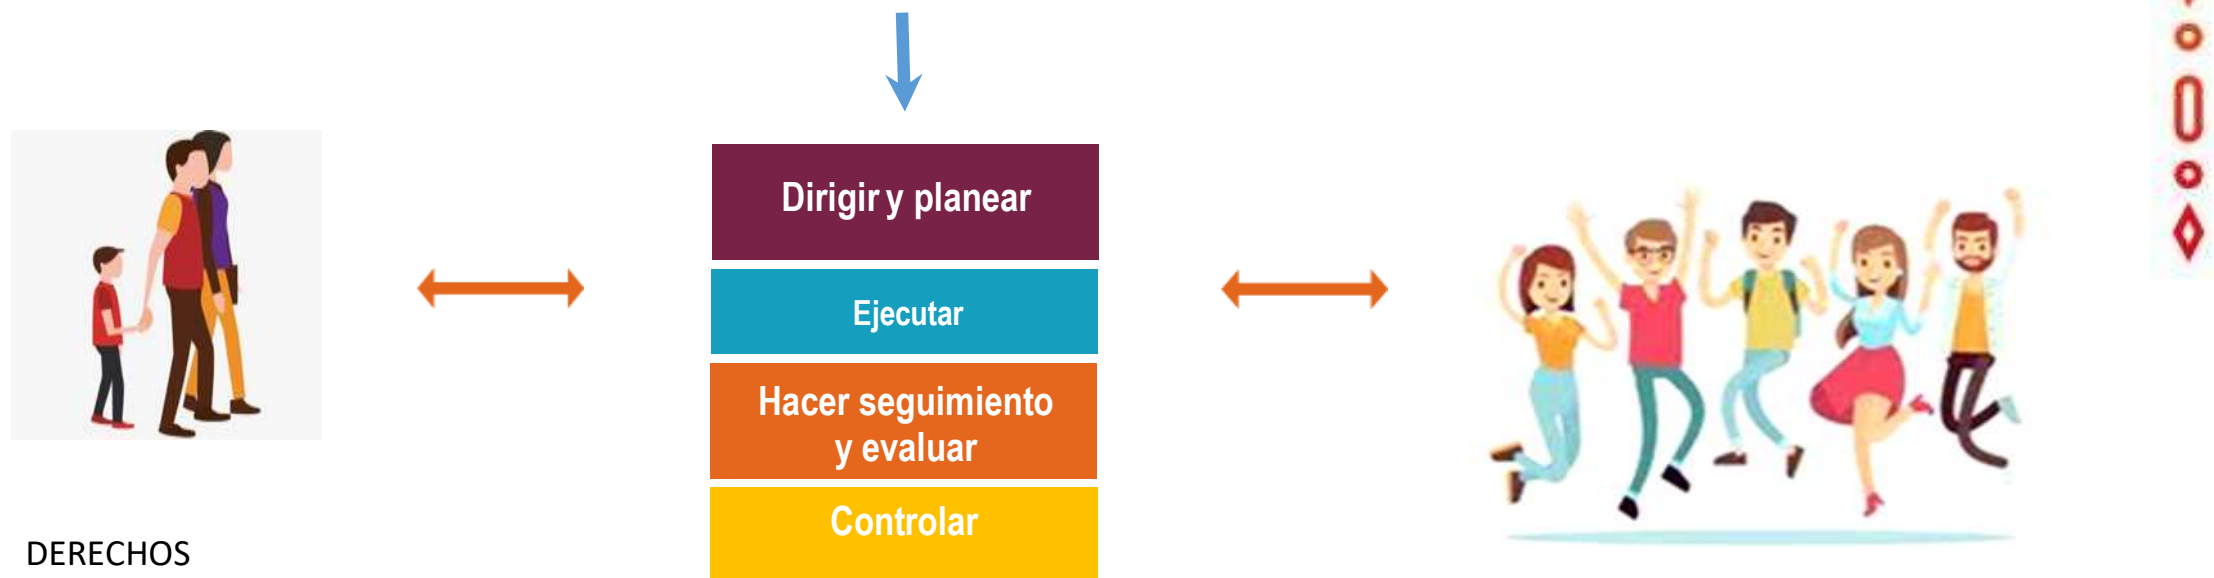 Dirigir y planear
Ejecutar
Hacer seguimiento
y evaluar
Controlar
DERECHOS